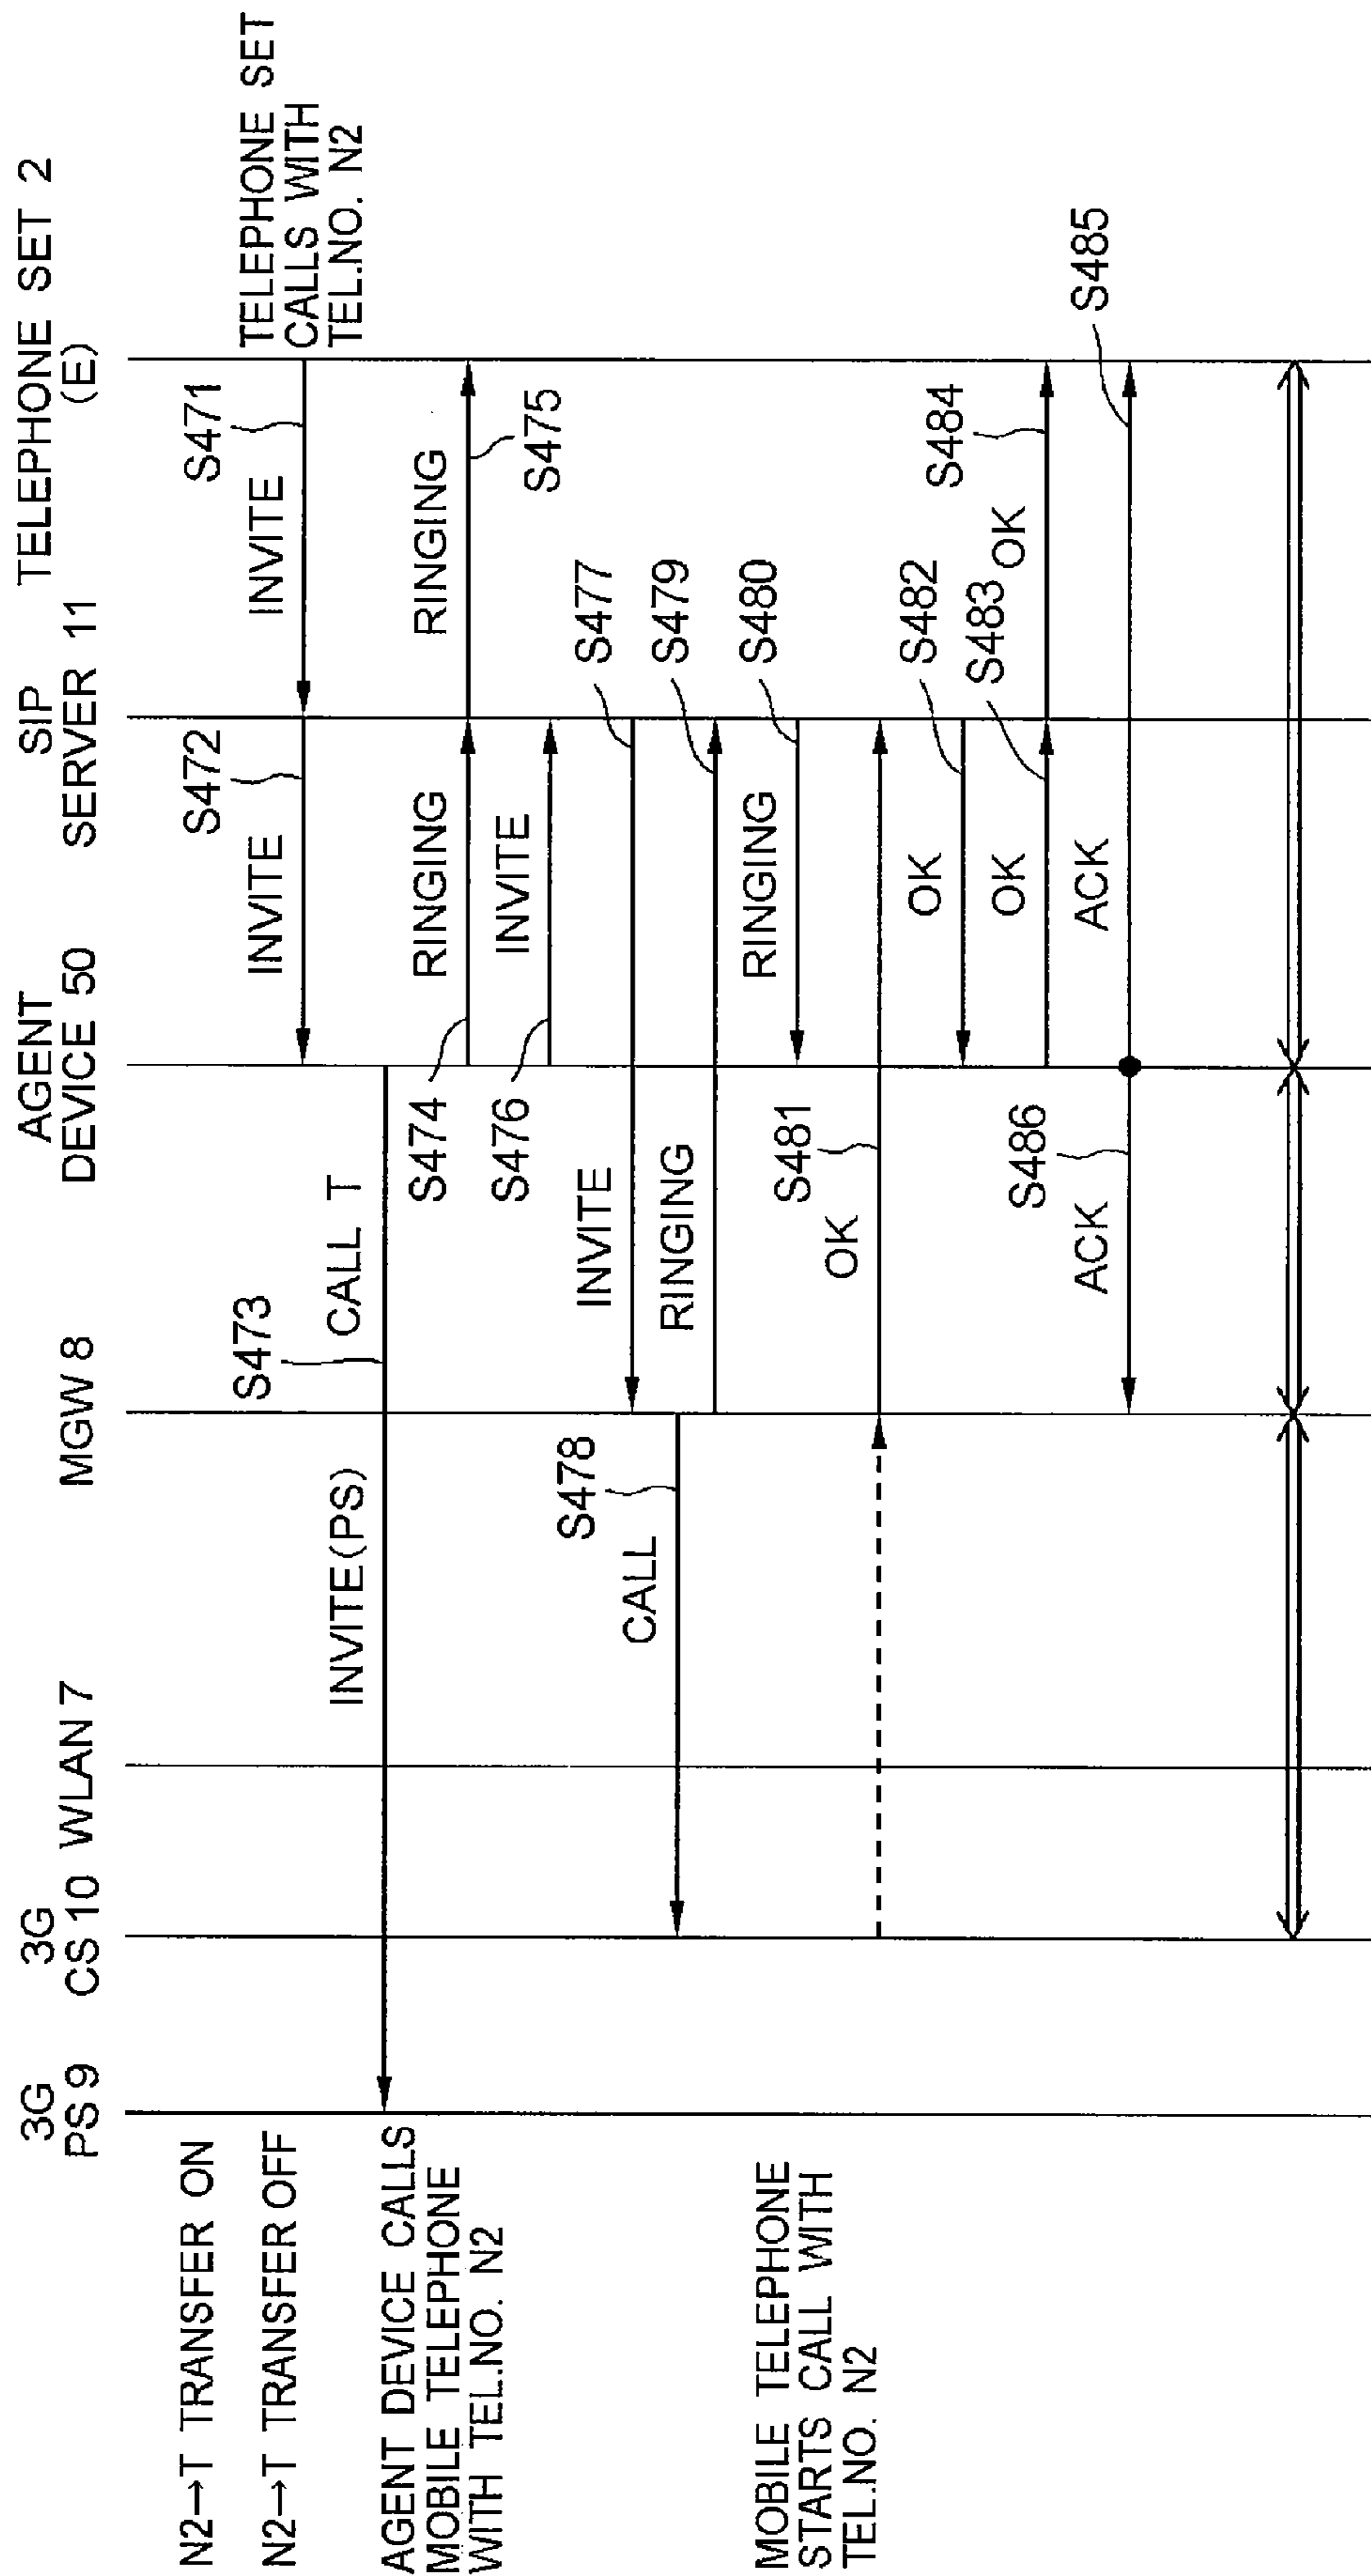 3G
PS 9
3G
CS 10
WLAN 7
MGW 8
AGENT
DEVICE 50
SIP
SERVER 11
TELEPHONE SET 2
(E)
N2→T TRANSFER ON
N2→T TRANSFER OFF
TELEPHONE SET
CALLS WITH
TEL.NO. N2
S471
INVITE
S472
INVITE
AGENT DEVICE CALLS
MOBILE TELEPHONE
WITH TEL.NO. N2
INVITE(PS)
S473
CALL T
S474
RINGING
RINGING
S475
S476
INVITE
S477
INVITE
S478
CALL
S479
RINGING
S480
RINGING
MOBILE TELEPHONE
STARTS CALL WITH
TEL.NO. N2
S481
OK
S482
OK
S483
OK
S484
OK
S485
ACK
S486
ACK